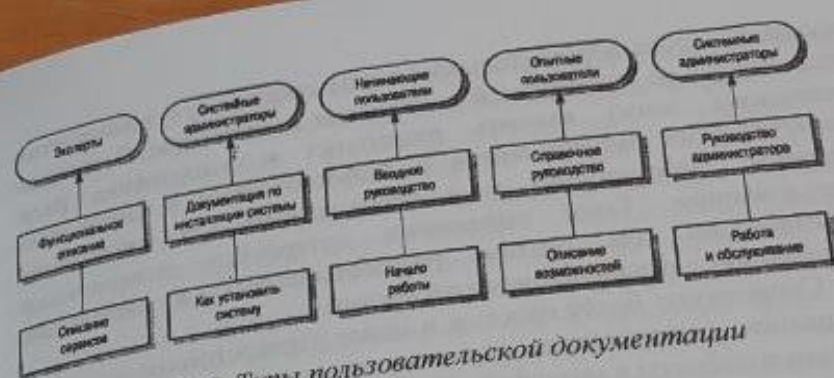 Эксперты
Системные
администраторы
Начинающие
пользователи
Опытные
пользователи
Системные
администраторы
Функциональное
описание
Документация по
инсталляции системы
Вводное
руководство
Справочное
руководство
Руководство
администратора
Описание
сервисов
Как установить
систему
Начало
работы
Описание
возможностей
Работа
и обслуживание
Типы пользовательской документации